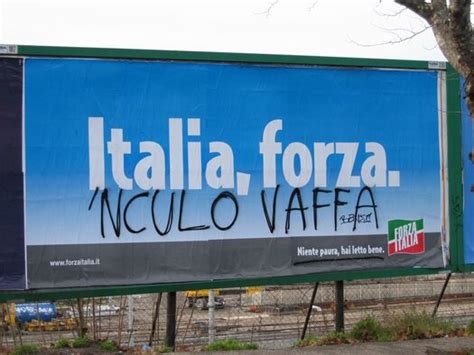 Italia, forza.
'NCULO VAFFA
www.forzaitalia.it
Niente paura, hai letto bene.
FORZA
ITALIA